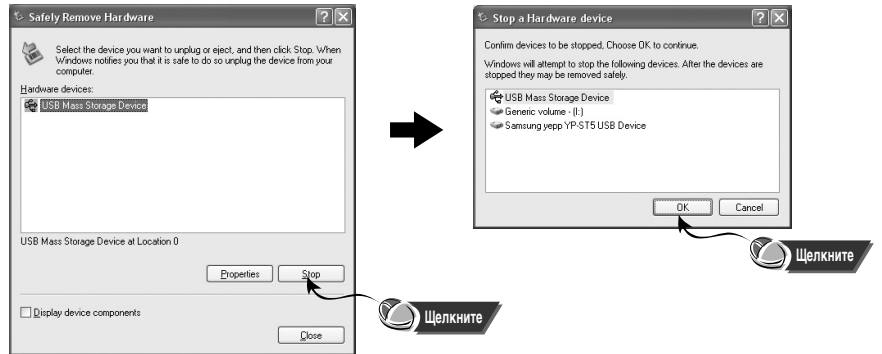 Safely Remove Hardware
Select the device you want to unplug or eject, and then click Stop. When
Windows notifies you that it is safe to do so unplug the device from your
computer.
Hardware devices:
USB Mass Storage Device
USB Mass Storage Device at Location 0
Properties
Stop
Щелкните
Display device components
Close
Stop a Hardware device
Confirm devices to be stopped, Choose OK to continue.
Windows will attempt to stop the following devices. After the devices are
stopped they may be removed safely.
USB Mass Storage Device
Generic volume - (I:)
Samsung yepp YP-ST5 USB Device
OK
Cancel
Щелкните